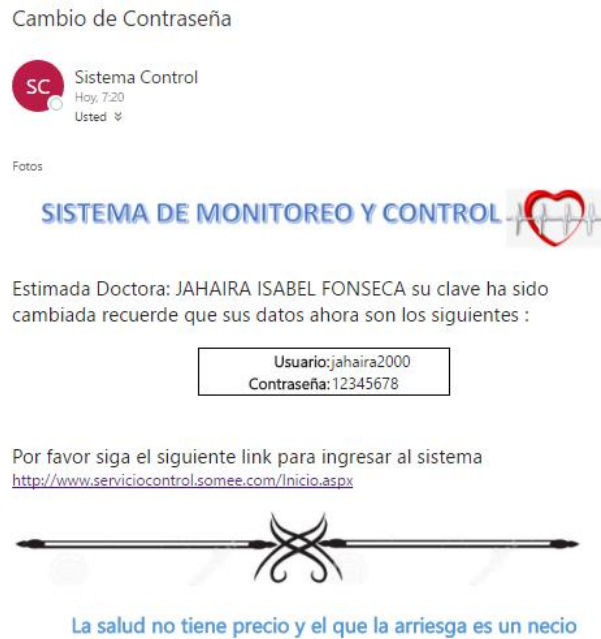 Cambio de Contraseña
SC
Sistema Control
Hoy, 7:20
Usted
Fotos
SISTEMA DE MONITOREO Y CONTROL
Estimada Doctora: JAHAIRA ISABEL FONSECA su clave ha sido
cambiada recuerde que sus datos ahora son los siguientes :
Usuario:jahaira2000
Contraseña:12345678
Por favor siga el siguiente link para ingresar al sistema
http://www.serviciocontrol.somee.com/Inicio.aspx
La salud no tiene precio y el que la arriesga es un necio